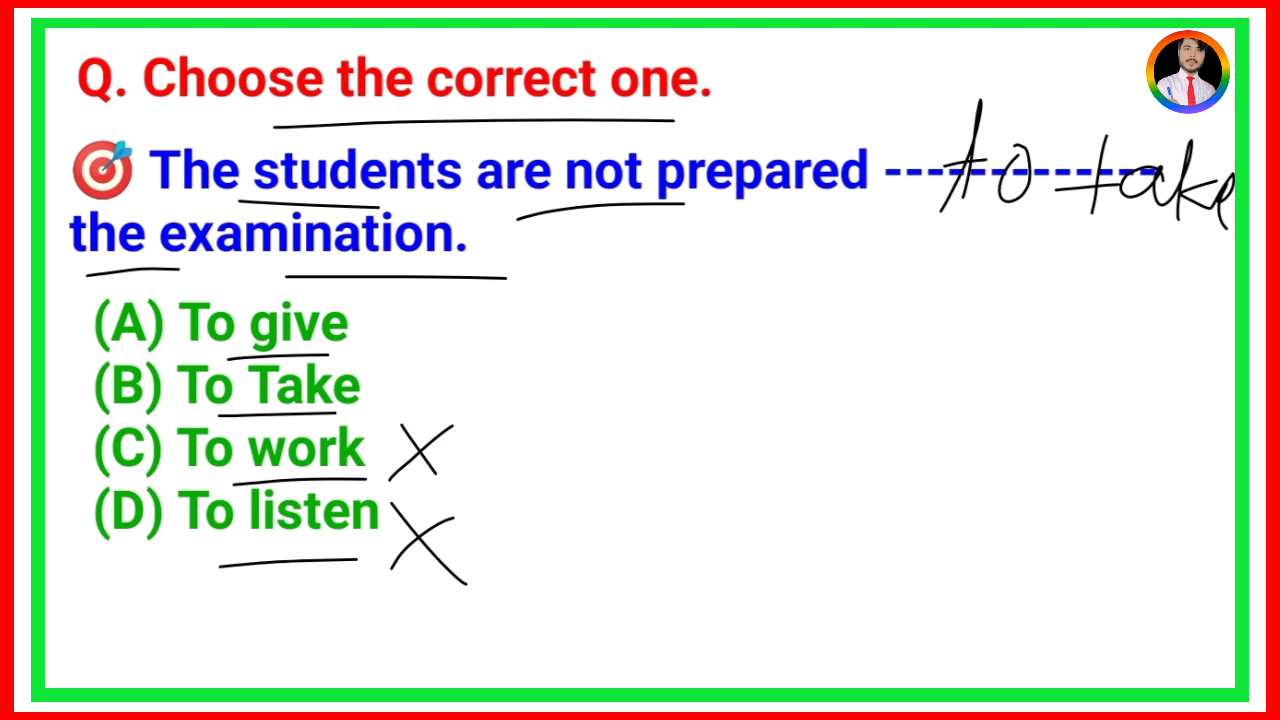 Q. Choose the correct one.
🎯 The students are not prepared -------------- to take
the examination.
(A) To give
(B) To Take
(C) To work
(D) To listen